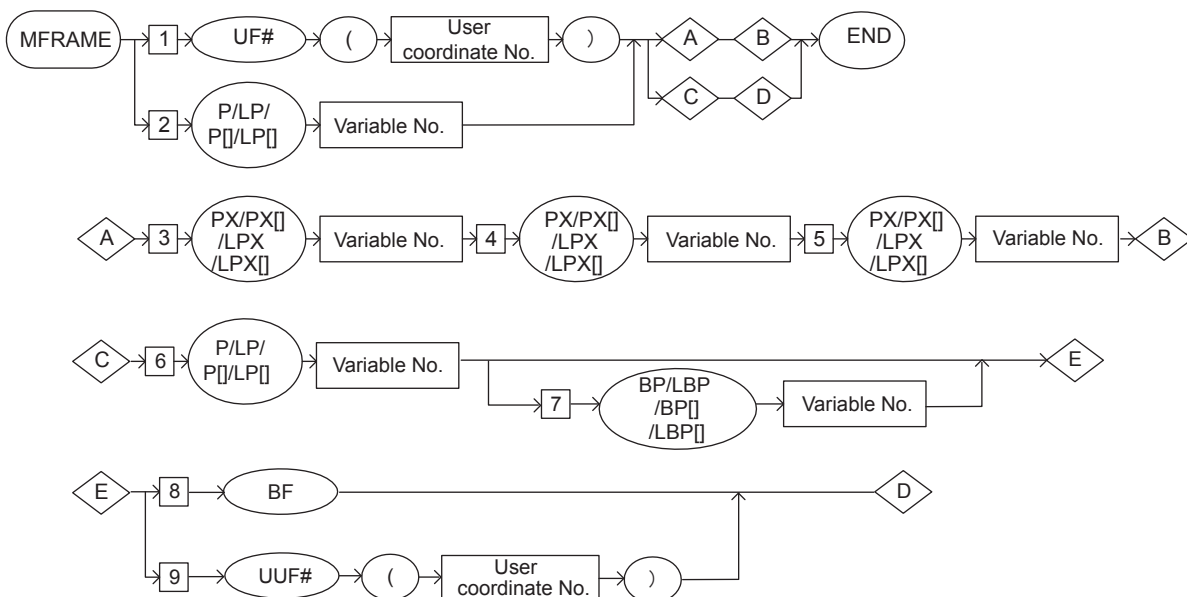 MFRAME 1 UF# ( User coordinate No. ) A B END
C D
2 P/LP/ P[]/LP[] Variable No.
A 3 PX/PX[] /LPX /LPX[] Variable No. 4 PX/PX[] /LPX /LPX[] Variable No. 5 PX/PX[] /LPX /LPX[] Variable No. B
C 6 P/LP/ P[]/LP[] Variable No. E
7 BP/LBP /BP[] /LBP[] Variable No.
E 8 BF D
9 UUF# ( User coordinate No. )